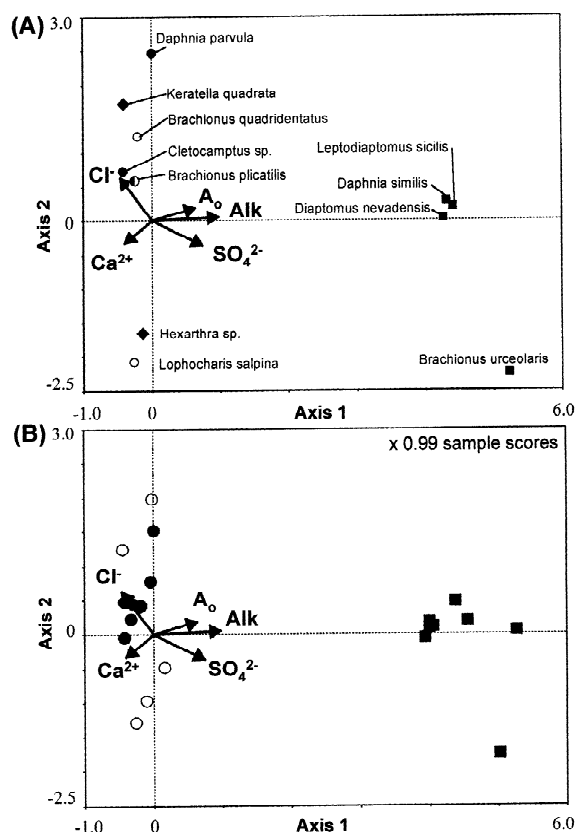 (A)
3.0
Daphnia parvula
Keratella quadrata
Brachionus quadridentatus
Cletocamptus sp.
Leptodiaptomus sicilis
Cl-
Brachionus plicatilis
Daphnia similis
Ao
Alk
Diaptomus nevadensis
Axis 2
0
Ca2+
SO42-
Hexarthra sp.
Lophocharis salpina
Brachionus urceolaris
-2.5
-1.0
0
Axis 1
6.0
(B)
3.0
x 0.99 sample scores
Cl-
Ao
Alk
Axis 2
0
Ca2+
SO42-
-2.5
-1.0
0
Axis 1
6.0